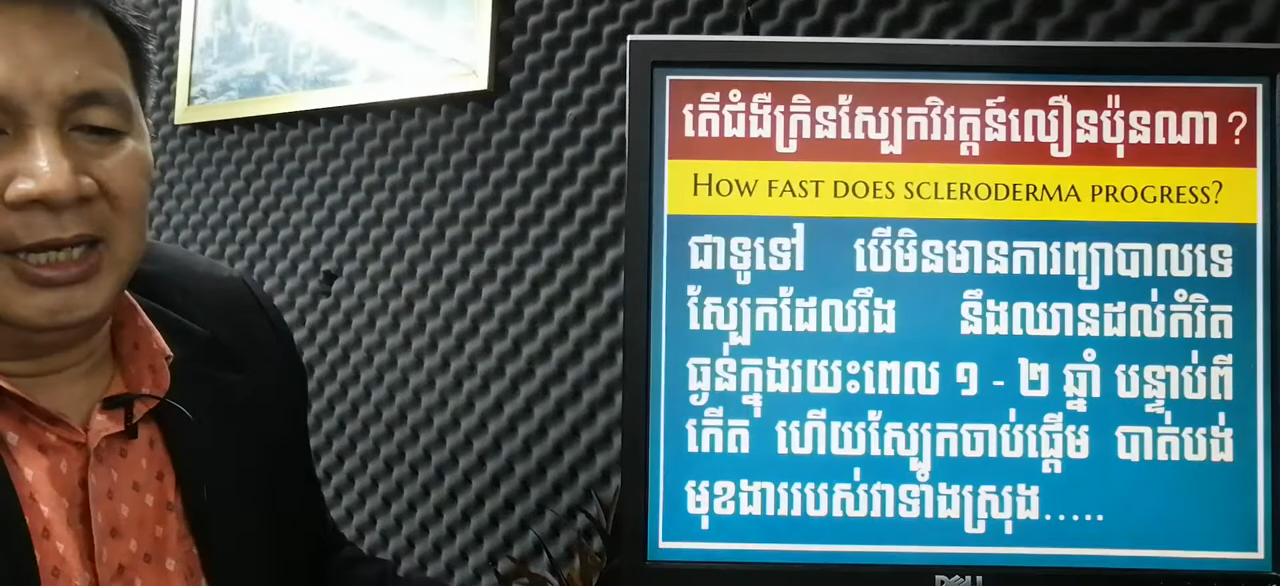 តើជំងឺក្រិនស្បែកវិវត្តន៍លឿនប៉ុនណា ?
HOW FAST DOES SCLERODERMA PROGRESS?
ជាទូទៅ បើមិនមានការព្យាបាលទេ
ស្បែកដែលរឹង នឹងឈានដល់កំរិត
ធ្ងន់ក្នុងរយះពេល ១ - ២ ឆ្នាំ បន្ទាប់ពី
កើត ហើយស្បែកចាប់ផ្តើម បាត់បង់
មុខងាររបស់វាទាំងស្រុង.....
DELL